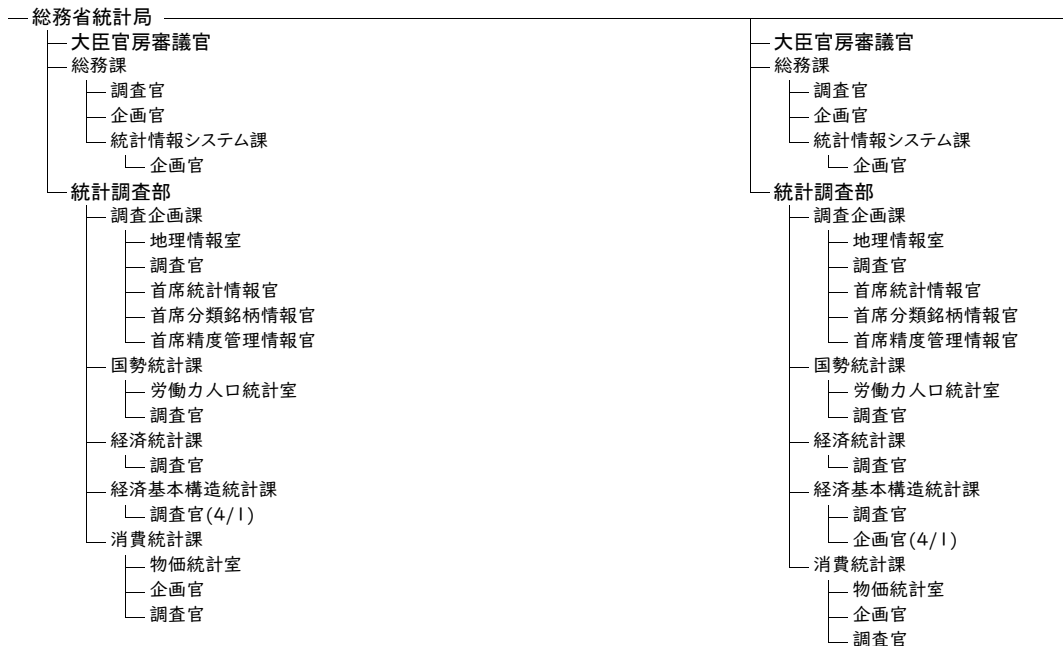 総務省統計局
大臣官房審議官
総務課
調査官
企画官
統計情報システム課
企画官
統計調査部
調査企画課
地理情報室
調査官
首席統計情報官
首席分類銘柄情報官
首席精度管理情報官
国勢統計課
労働力人口統計室
調査官
経済統計課
調査官
経済基本構造統計課
調査官(4/1)
消費統計課
物価統計室
企画官
調査官
大臣官房審議官
総務課
調査官
企画官
統計情報システム課
企画官
統計調査部
調査企画課
地理情報室
調査官
首席統計情報官
首席分類銘柄情報官
首席精度管理情報官
国勢統計課
労働力人口統計室
調査官
経済統計課
調査官
経済基本構造統計課
調査官
企画官(4/1)
消費統計課
物価統計室
企画官
調査官